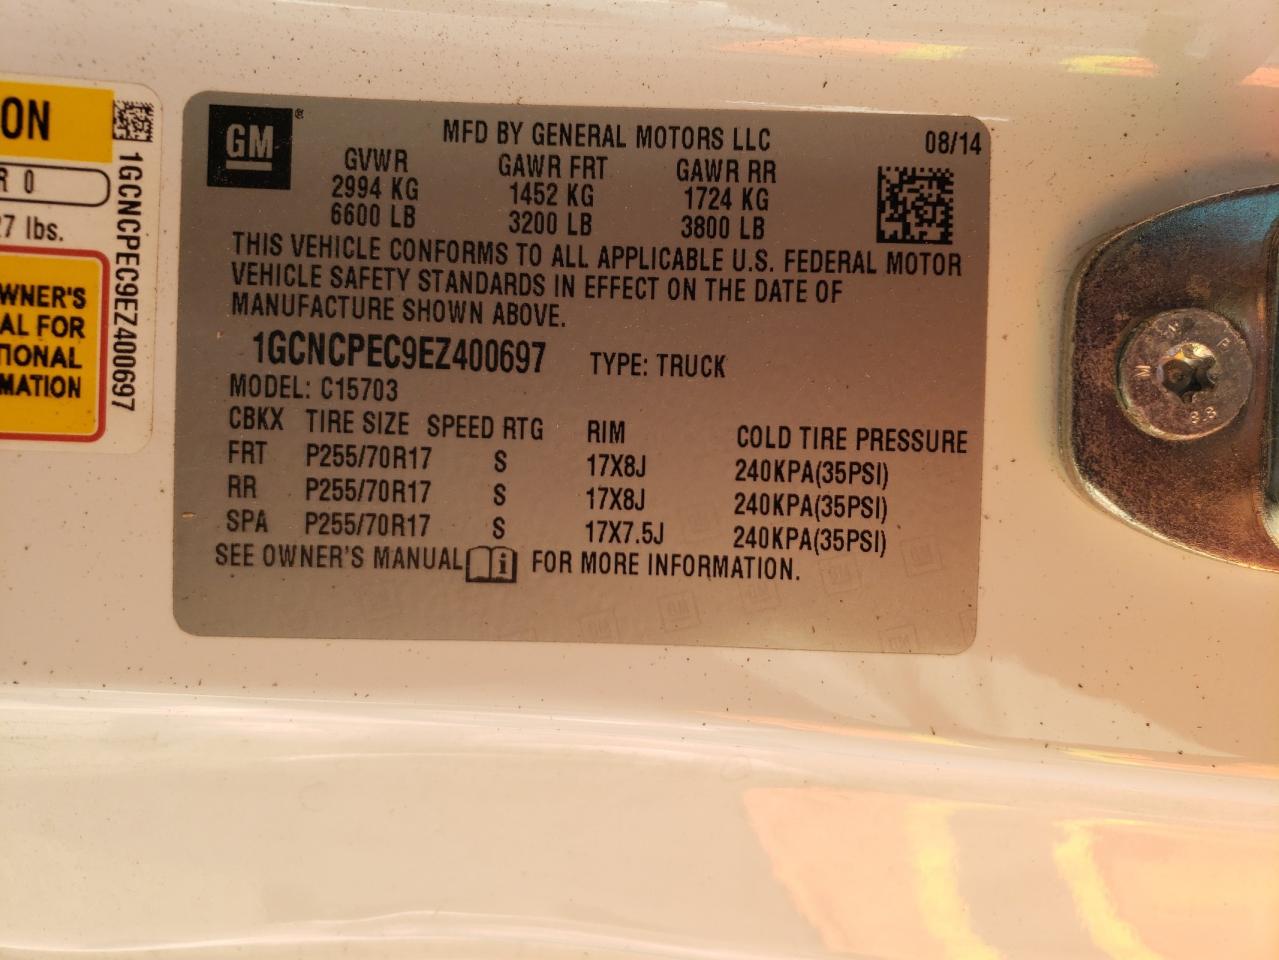 ON
R 0
27 lbs.
WNER'S
AL FOR
TIONAL
MATION
1GCNCPEC9EZ400697
GM®
MFD BY GENERAL MOTORS LLC 08/14
GVWR GAWR FRT GAWR RR
2994 KG 1452 KG 1724 KG
6600 LB 3200 LB 3800 LB
THIS VEHICLE CONFORMS TO ALL APPLICABLE U.S. FEDERAL MOTOR
VEHICLE SAFETY STANDARDS IN EFFECT ON THE DATE OF
MANUFACTURE SHOWN ABOVE.
1GCNCPEC9EZ400697 TYPE: TRUCK
MODEL: C15703
CBKX TIRE SIZE SPEED RTG RIM COLD TIRE PRESSURE
FRT P255/70R17 S 17X8J 240KPA(35PSI)
RR P255/70R17 S 17X8J 240KPA(35PSI)
SPA P255/70R17 S 17X7.5J 240KPA(35PSI)
SEE OWNER'S MANUAL i FOR MORE INFORMATION.